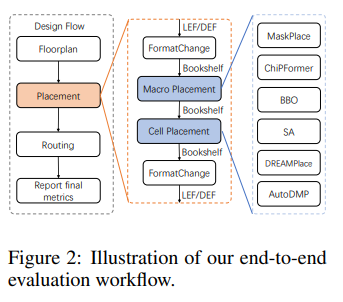 Design Flow
Floorplan
Placement
Routing
Report final
metrics
LEF/DEF
FormatChange
Bookshelf
Macro Placement
Bookshelf
Cell Placement
Bookshelf
FormatChange
LEF/DEF
MaskPlace
ChiPFormer
BBO
SA
DREAMPlace
AutoDMP
Figure 2: Illustration of our end-to-end
evaluation workflow.